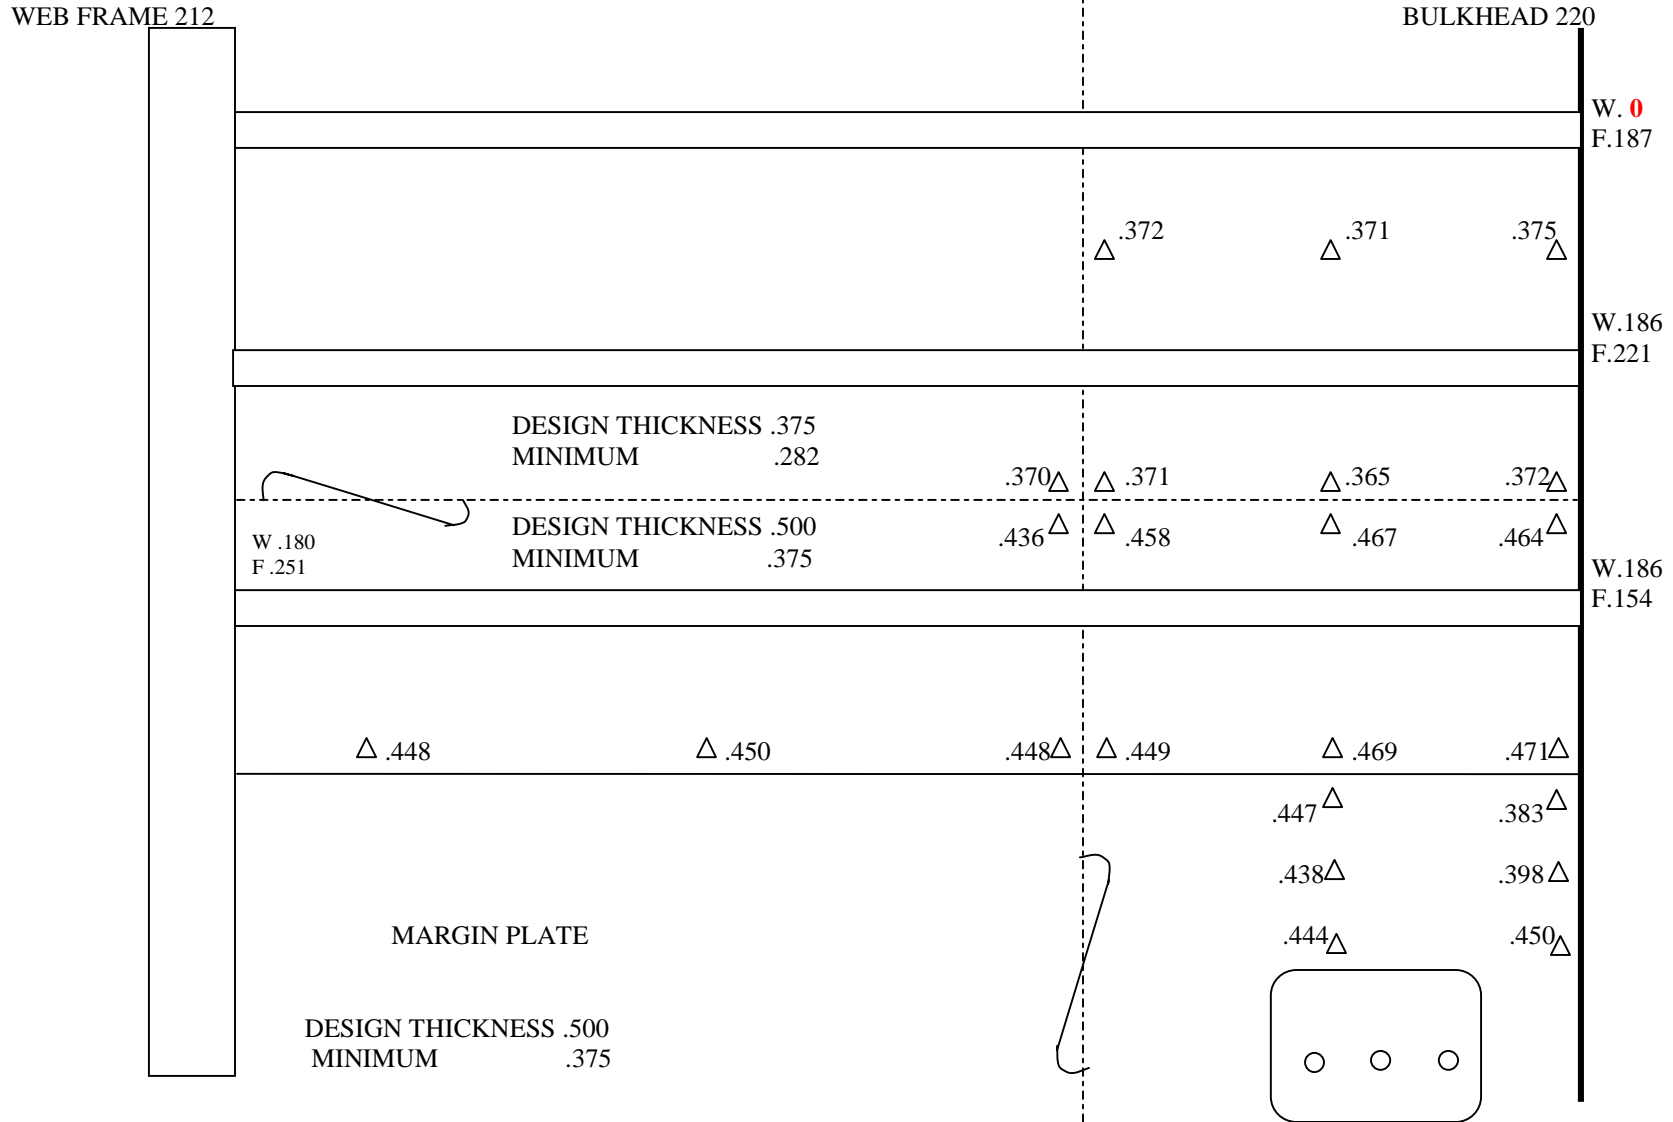 WEB FRAME 212
BULKHEAD 220
W. 0
F.187
.372
.371
.375
W.186
F.221
DESIGN THICKNESS .375
MINIMUM .282
.370
.371
.365
.372
DESIGN THICKNESS .500
MINIMUM .375
.436
.458
.467
.464
W .180
F .251
W.186
F.154
.448
.450
.448
.449
.469
.471
.447
.383
.438
.398
MARGIN PLATE
.444
.450
DESIGN THICKNESS .500
MINIMUM .375